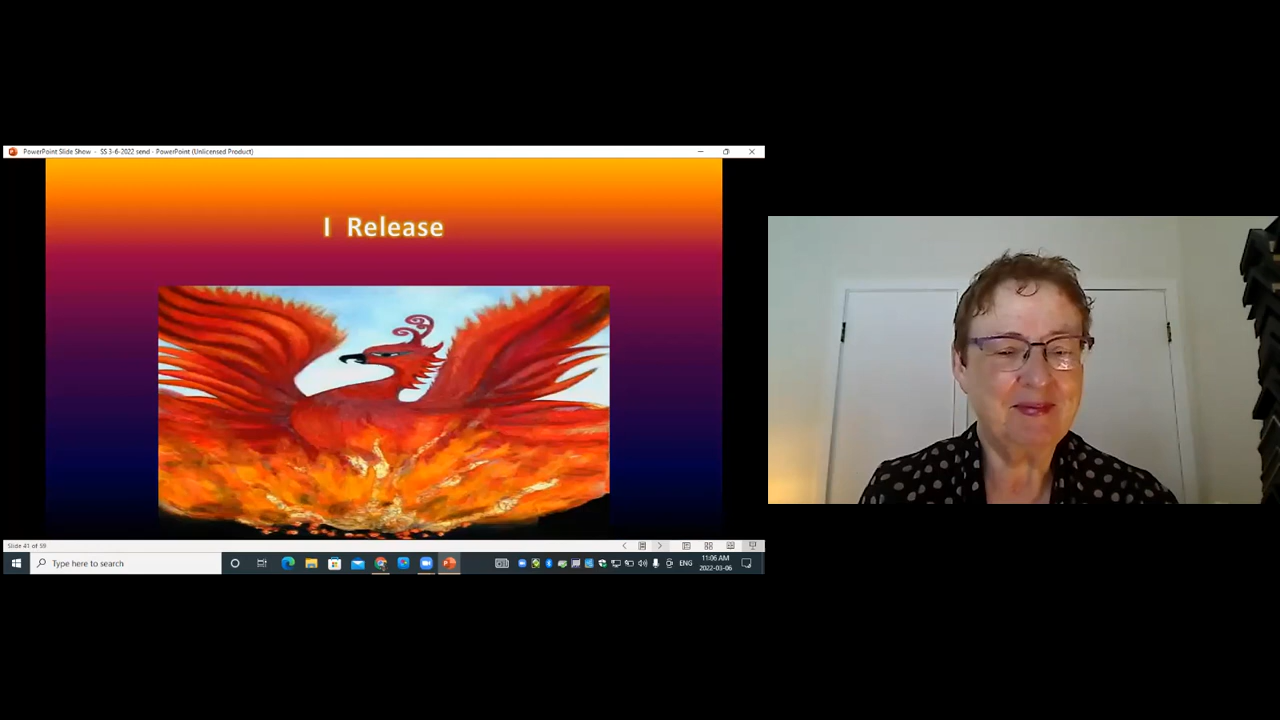 PowerPoint Slide Show - SS 3-6-2022 send - PowerPoint (Unlicensed Product)
I Release
Slide 41 of 59
Type here to search
ENG
11:06 AM
2022-03-06